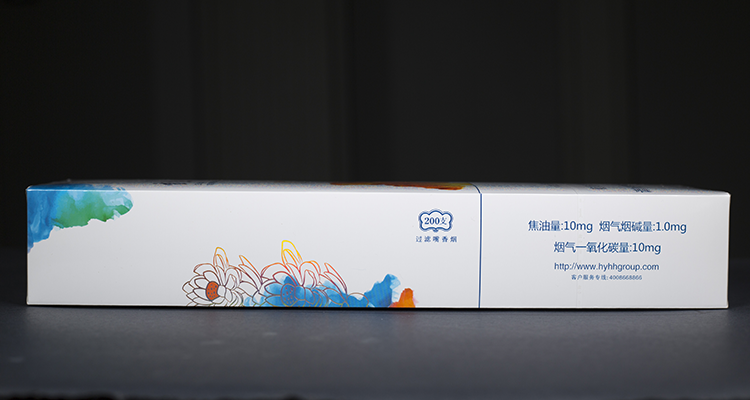 200支
过滤嘴香烟
焦油量:10mg 烟气烟碱量:1.0mg
烟气一氧化碳量:10mg
http://www.hyhhgroup.com
客户服务专线:4008668866